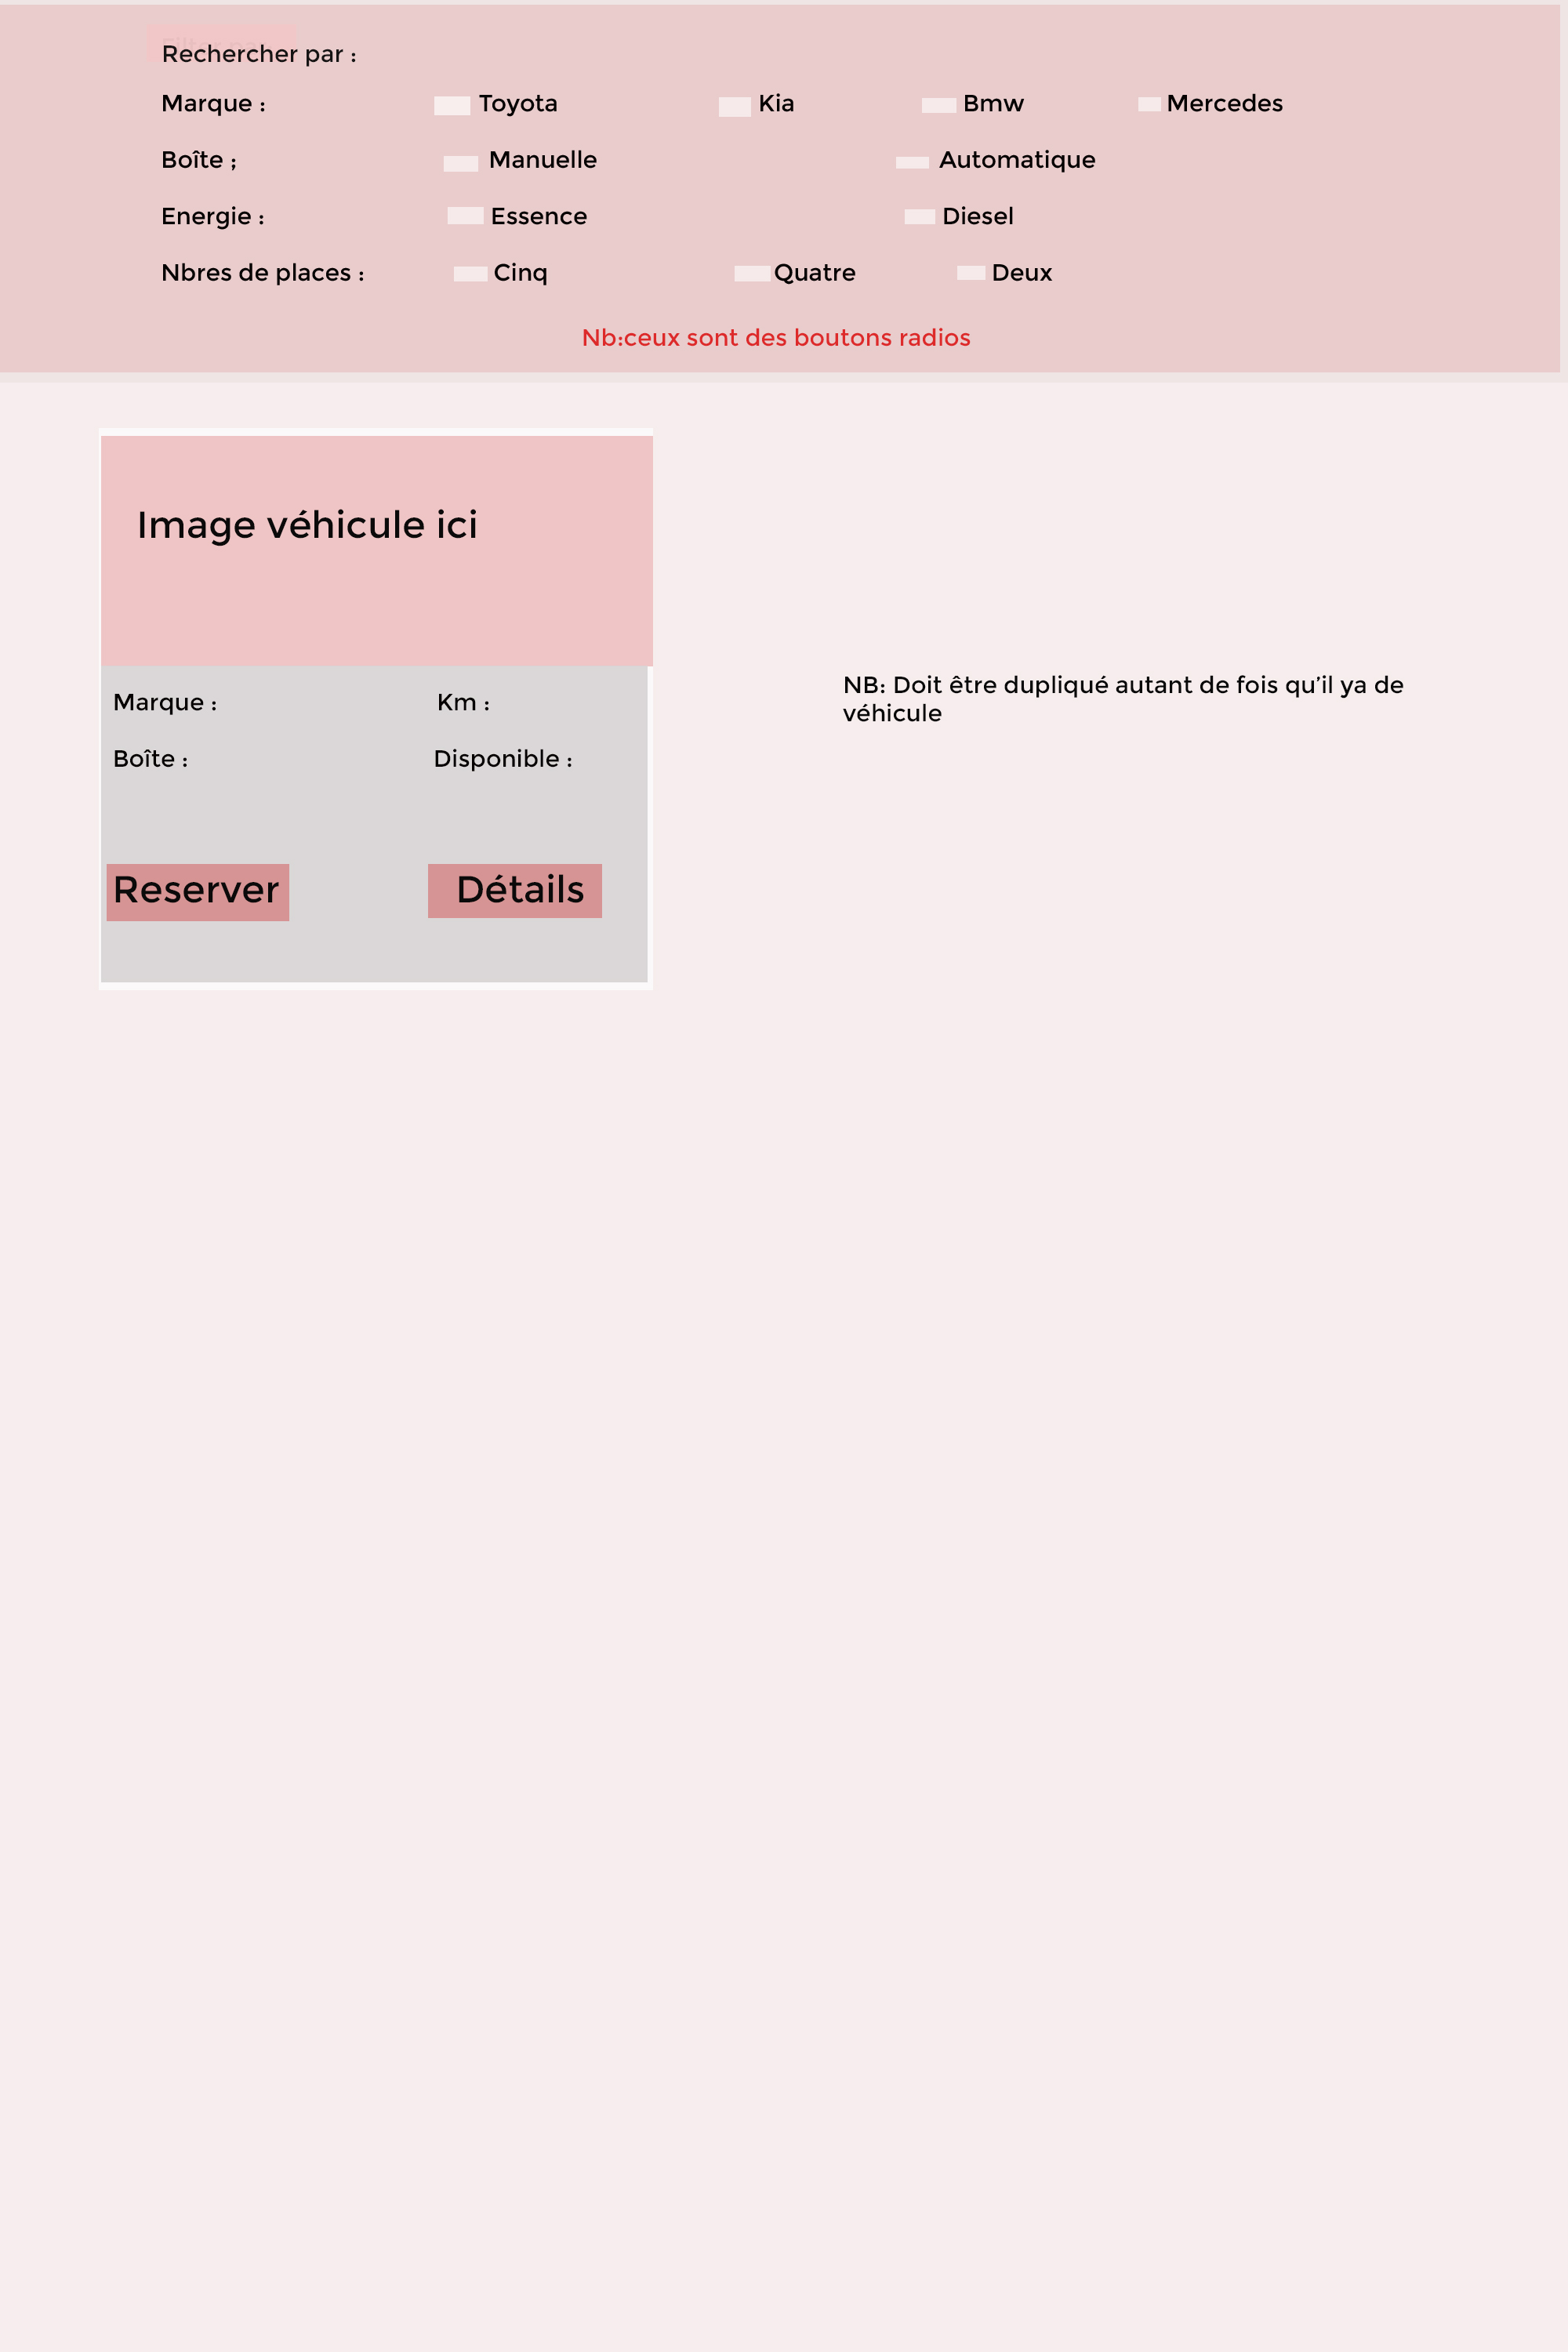 Rechercher par :
Marque : Toyota Kia Bmw Mercedes
Boîte ; Manuelle Automatique
Energie : Essence Diesel
Nbres de places : Cinq Quatre Deux
Nb:ceux sont des boutons radios
Image véhicule ici
Marque : Km :
Boîte : Disponible :
Reserver Détails
NB: Doit être dupliqué autant de fois qu’il ya de
véhicule